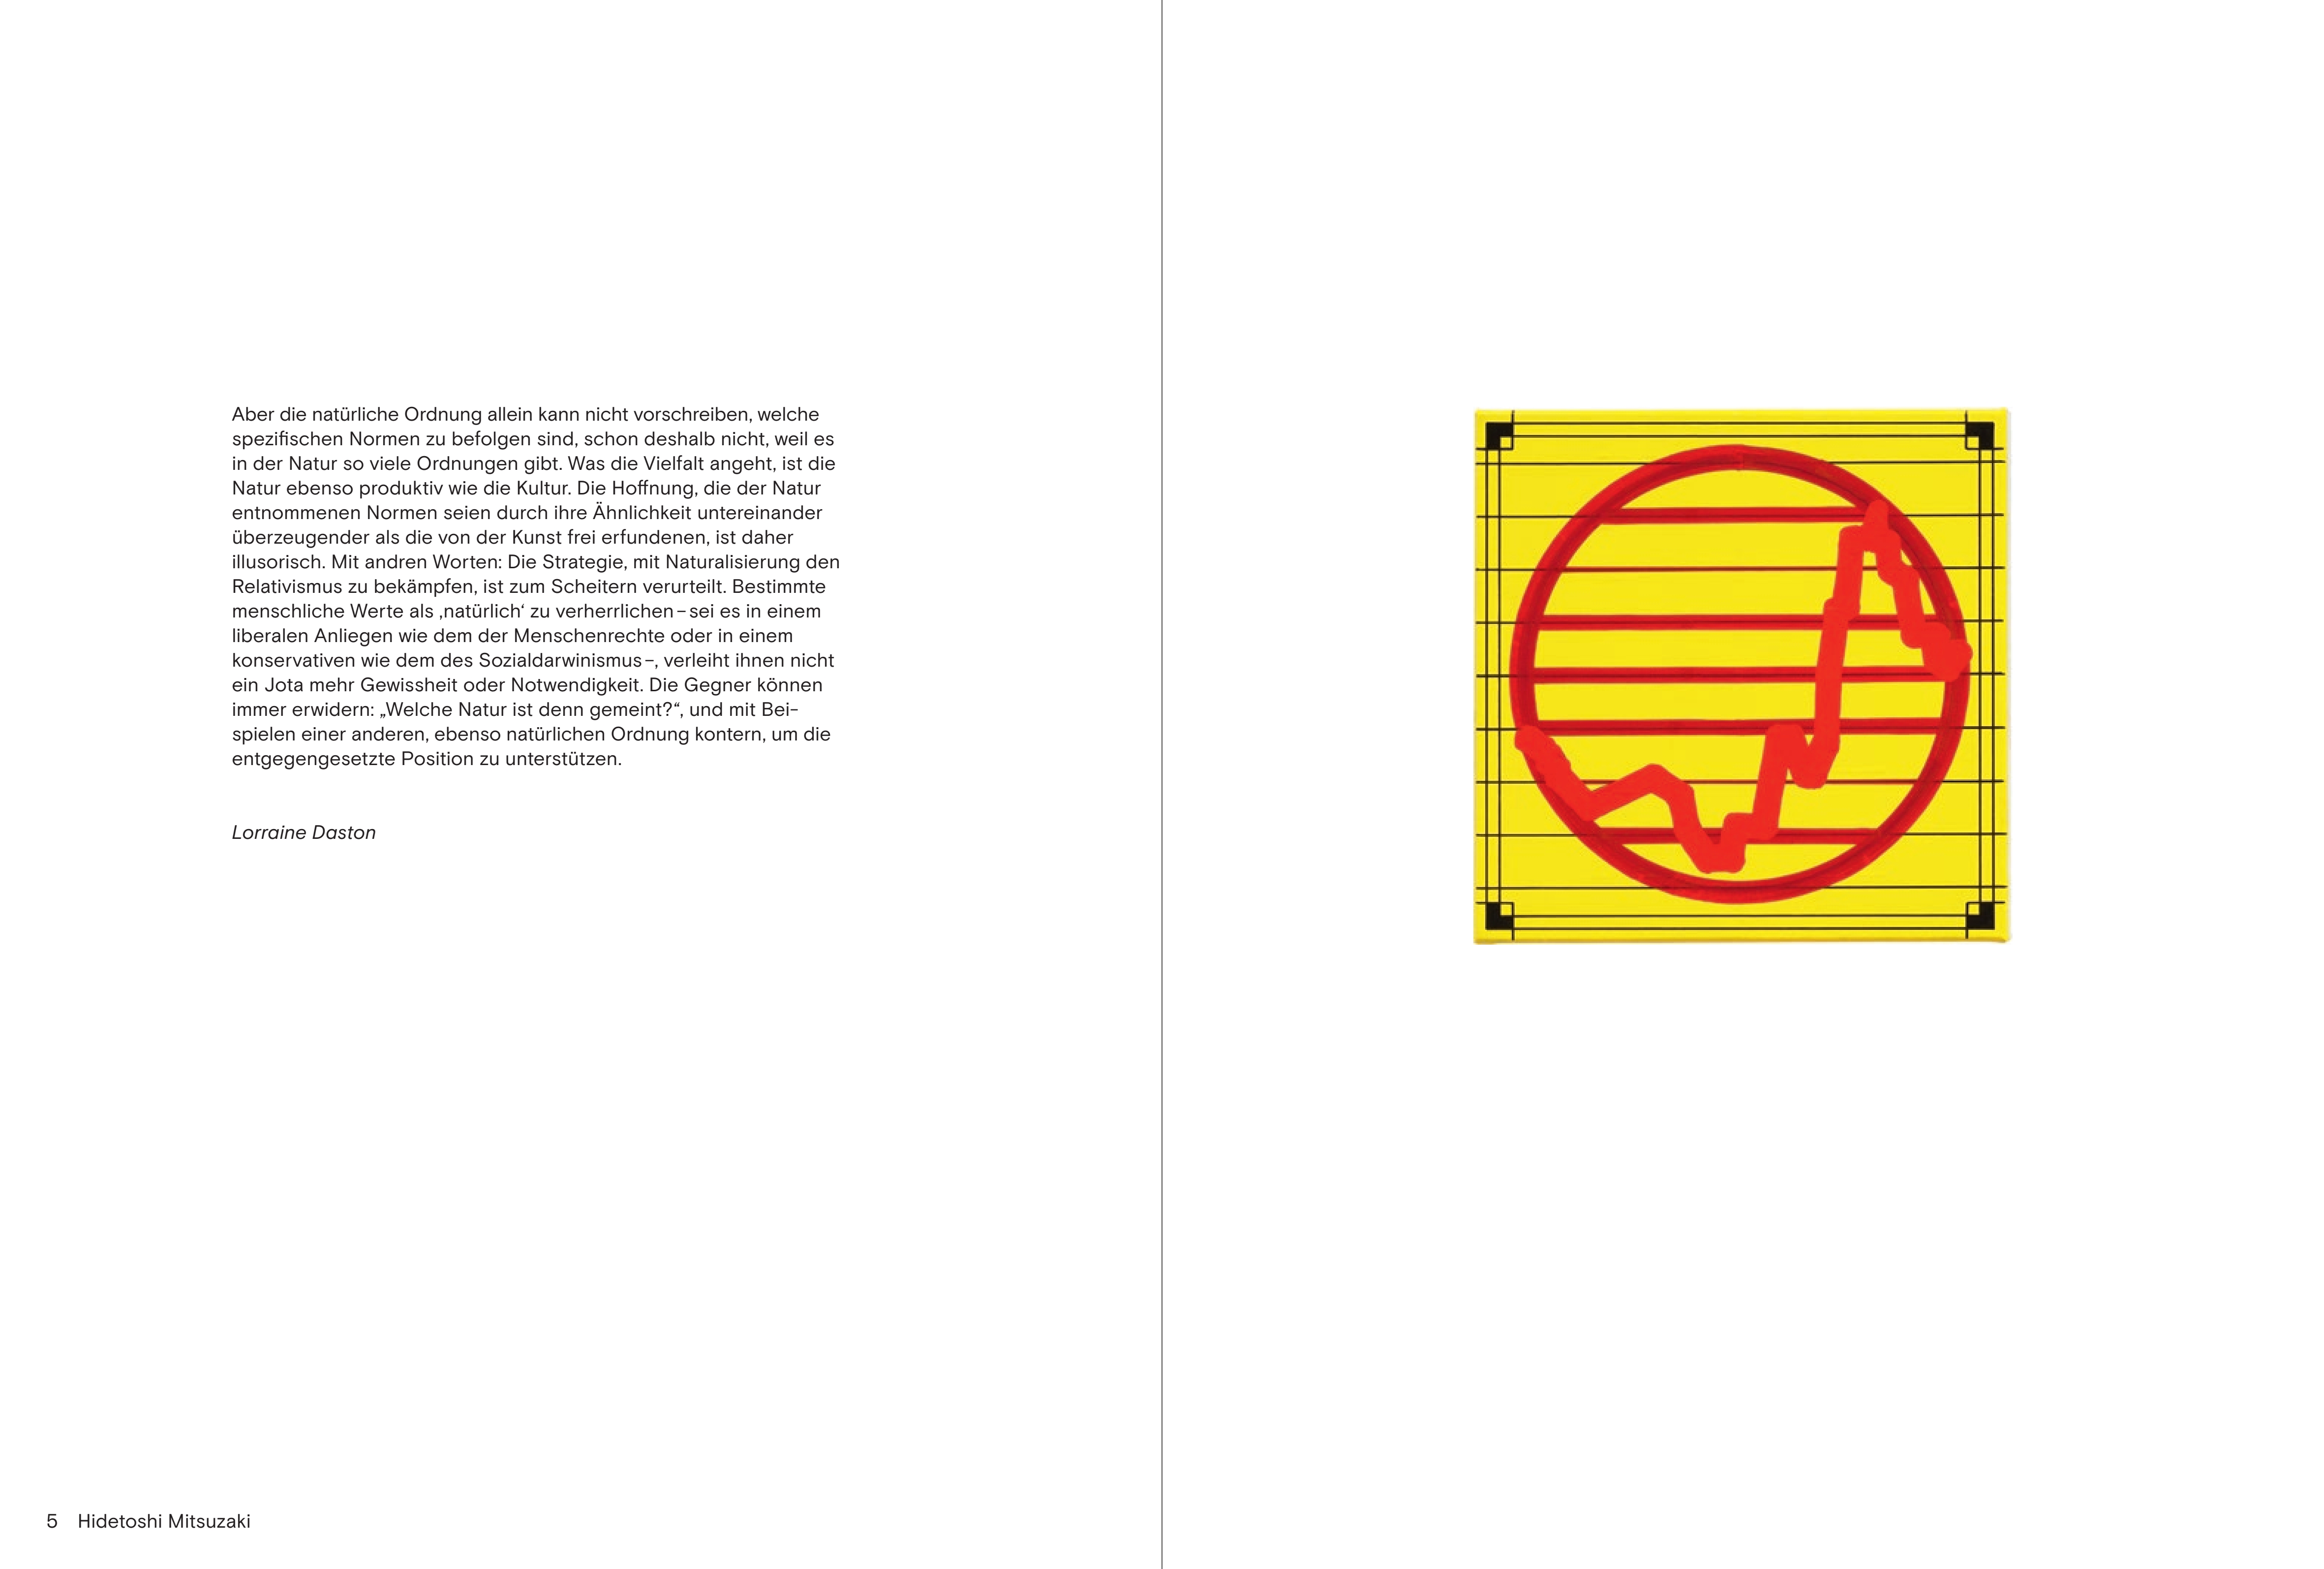 Aber die natürliche Ordnung allein kann nicht vorschreiben, welche
spezifischen Normen zu befolgen sind, schon deshalb nicht, weil es
in der Natur so viele Ordnungen gibt. Was die Vielfalt angeht, ist die
Natur ebenso produktiv wie die Kultur. Die Hoffnung, die der Natur
entnommenen Normen seien durch ihre Ähnlichkeit untereinander
überzeugender als die von der Kunst frei erfundenen, ist daher
illusorisch. Mit andren Worten: Die Strategie, mit Naturalisierung den
Relativismus zu bekämpfen, ist zum Scheitern verurteilt. Bestimmte
menschliche Werte als ‚natürlich‘ zu verherrlichen – sei es in einem
liberalen Anliegen wie dem der Menschenrechte oder in einem
konservativen wie dem des Sozialdarwinismus –, verleiht ihnen nicht
ein Jota mehr Gewissheit oder Notwendigkeit. Die Gegner können
immer erwidern: „Welche Natur ist denn gemeint?“, und mit Bei-
spielen einer anderen, ebenso natürlichen Ordnung kontern, um die
entgegengesetzte Position zu unterstützen.
Lorraine Daston
5 Hidetoshi Mitsuzaki